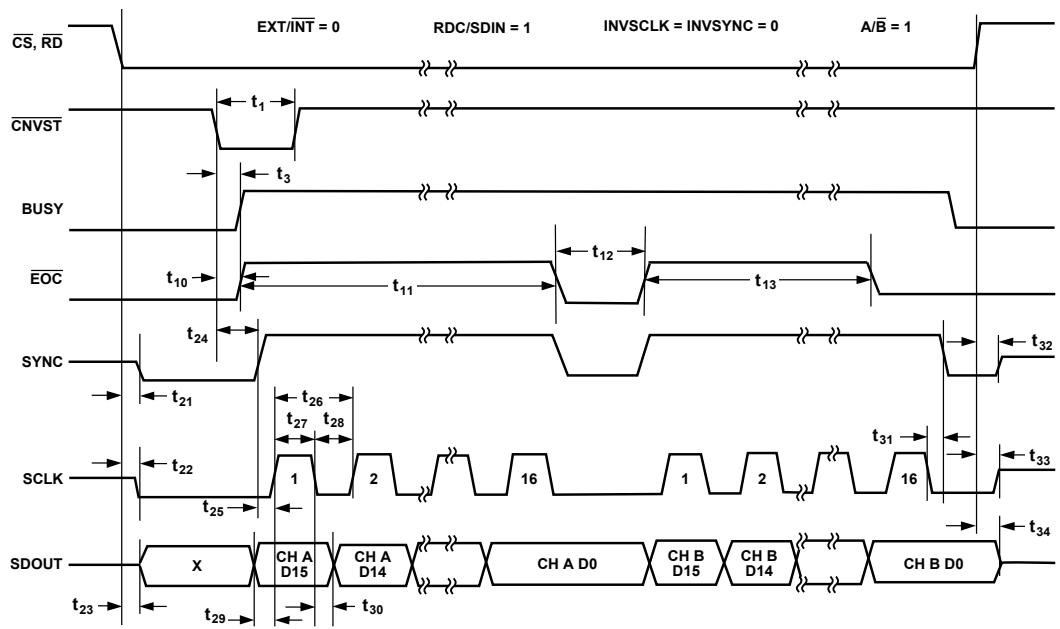 EXT/INT = 0 RDC/SDIN = 1 INVSCLK = INVSYNC = 0 A/B = 1
CS, RD
t1
CNVST
t3
BUSY
t12
EOC
t10
t11
t13
t24
t32
SYNC
t21
t26
t27 t28
t31
t22
t33
SCLK
1 2 16 1 2 16
t25
t34
SDOUT
X
CH A D15
CH A D14
CH A D0
CH B D15
CH B D14
CH B D0
t23
t29
t30